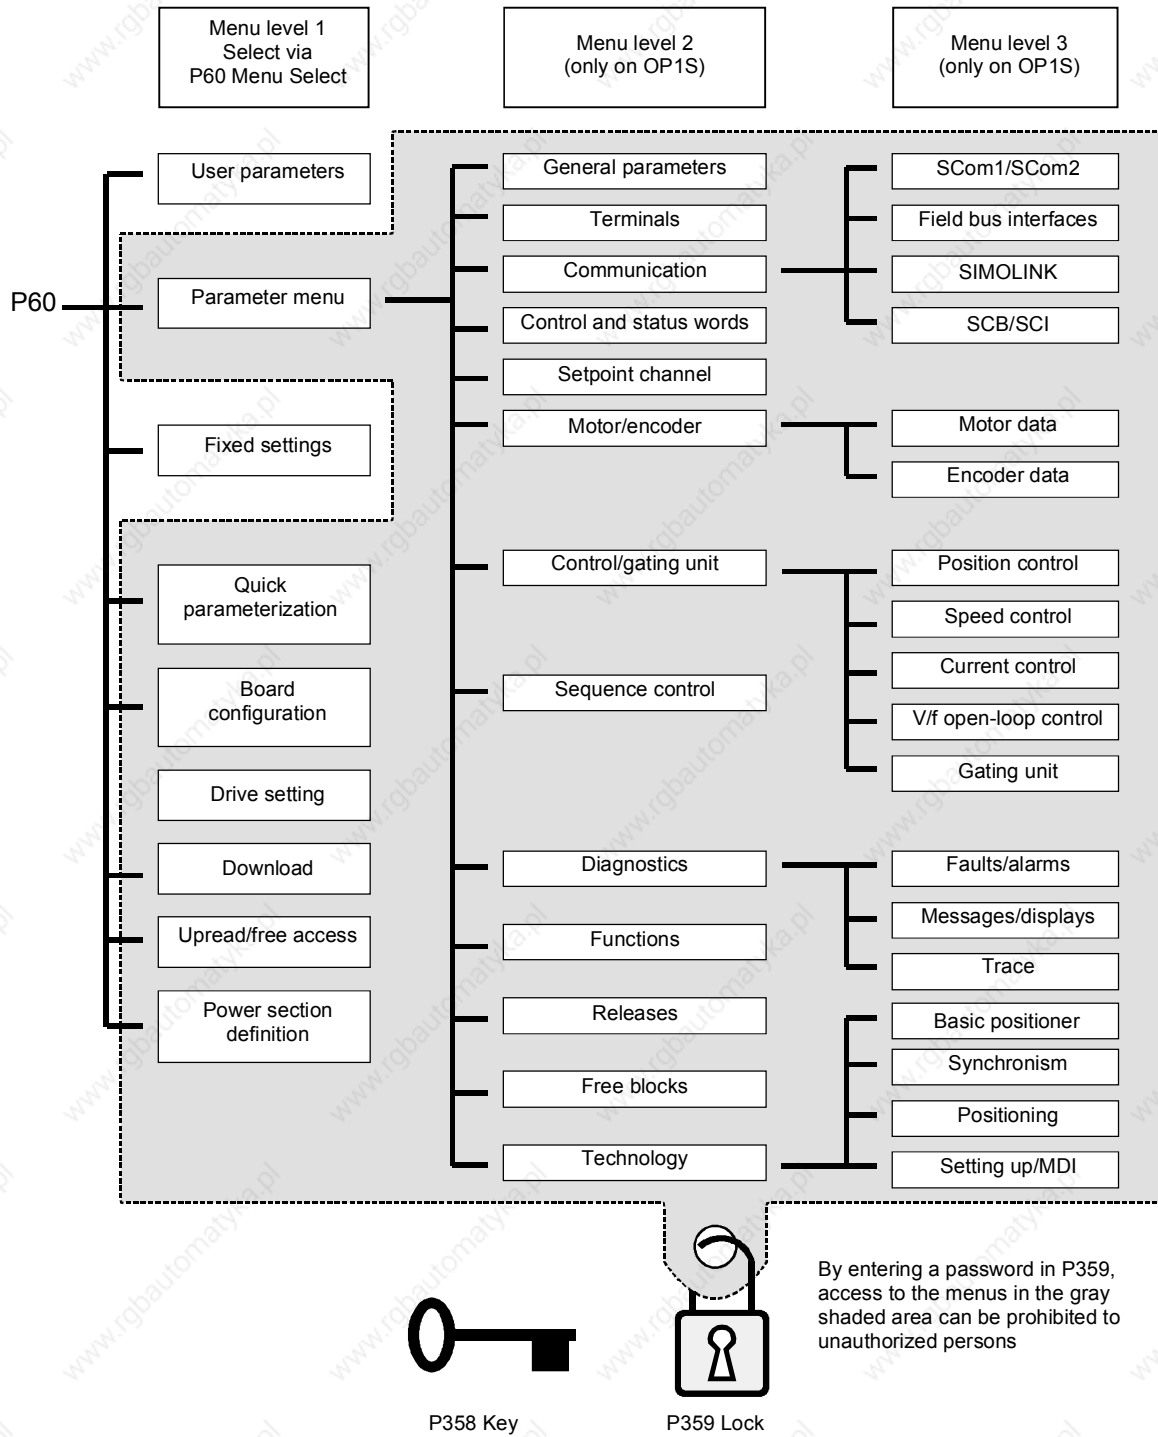 Menu level 1
Select via
P60 Menu Select
Menu level 2
(only on OP1S)
Menu level 3
(only on OP1S)
P60
User parameters
Parameter menu
Fixed settings
Quick
parameterization
Board
configuration
Drive setting
Download
Upread/free access
Power section
definition
General parameters
Terminals
Communication
Control and status words
Setpoint channel
Motor/encoder
Control/gating unit
Sequence control
Diagnostics
Functions
Releases
Free blocks
Technology
SCom1/SCom2
Field bus interfaces
SIMOLINK
SCB/SCI
Motor data
Encoder data
Position control
Speed control
Current control
V/f open-loop control
Gating unit
Faults/alarms
Messages/displays
Trace
Basic positioner
Synchronism
Positioning
Setting up/MDI
By entering a password in P359,
access to the menus in the gray
shaded area can be prohibited to
unauthorized persons
P358 Key
P359 Lock
www.rgbautomatyka.pl